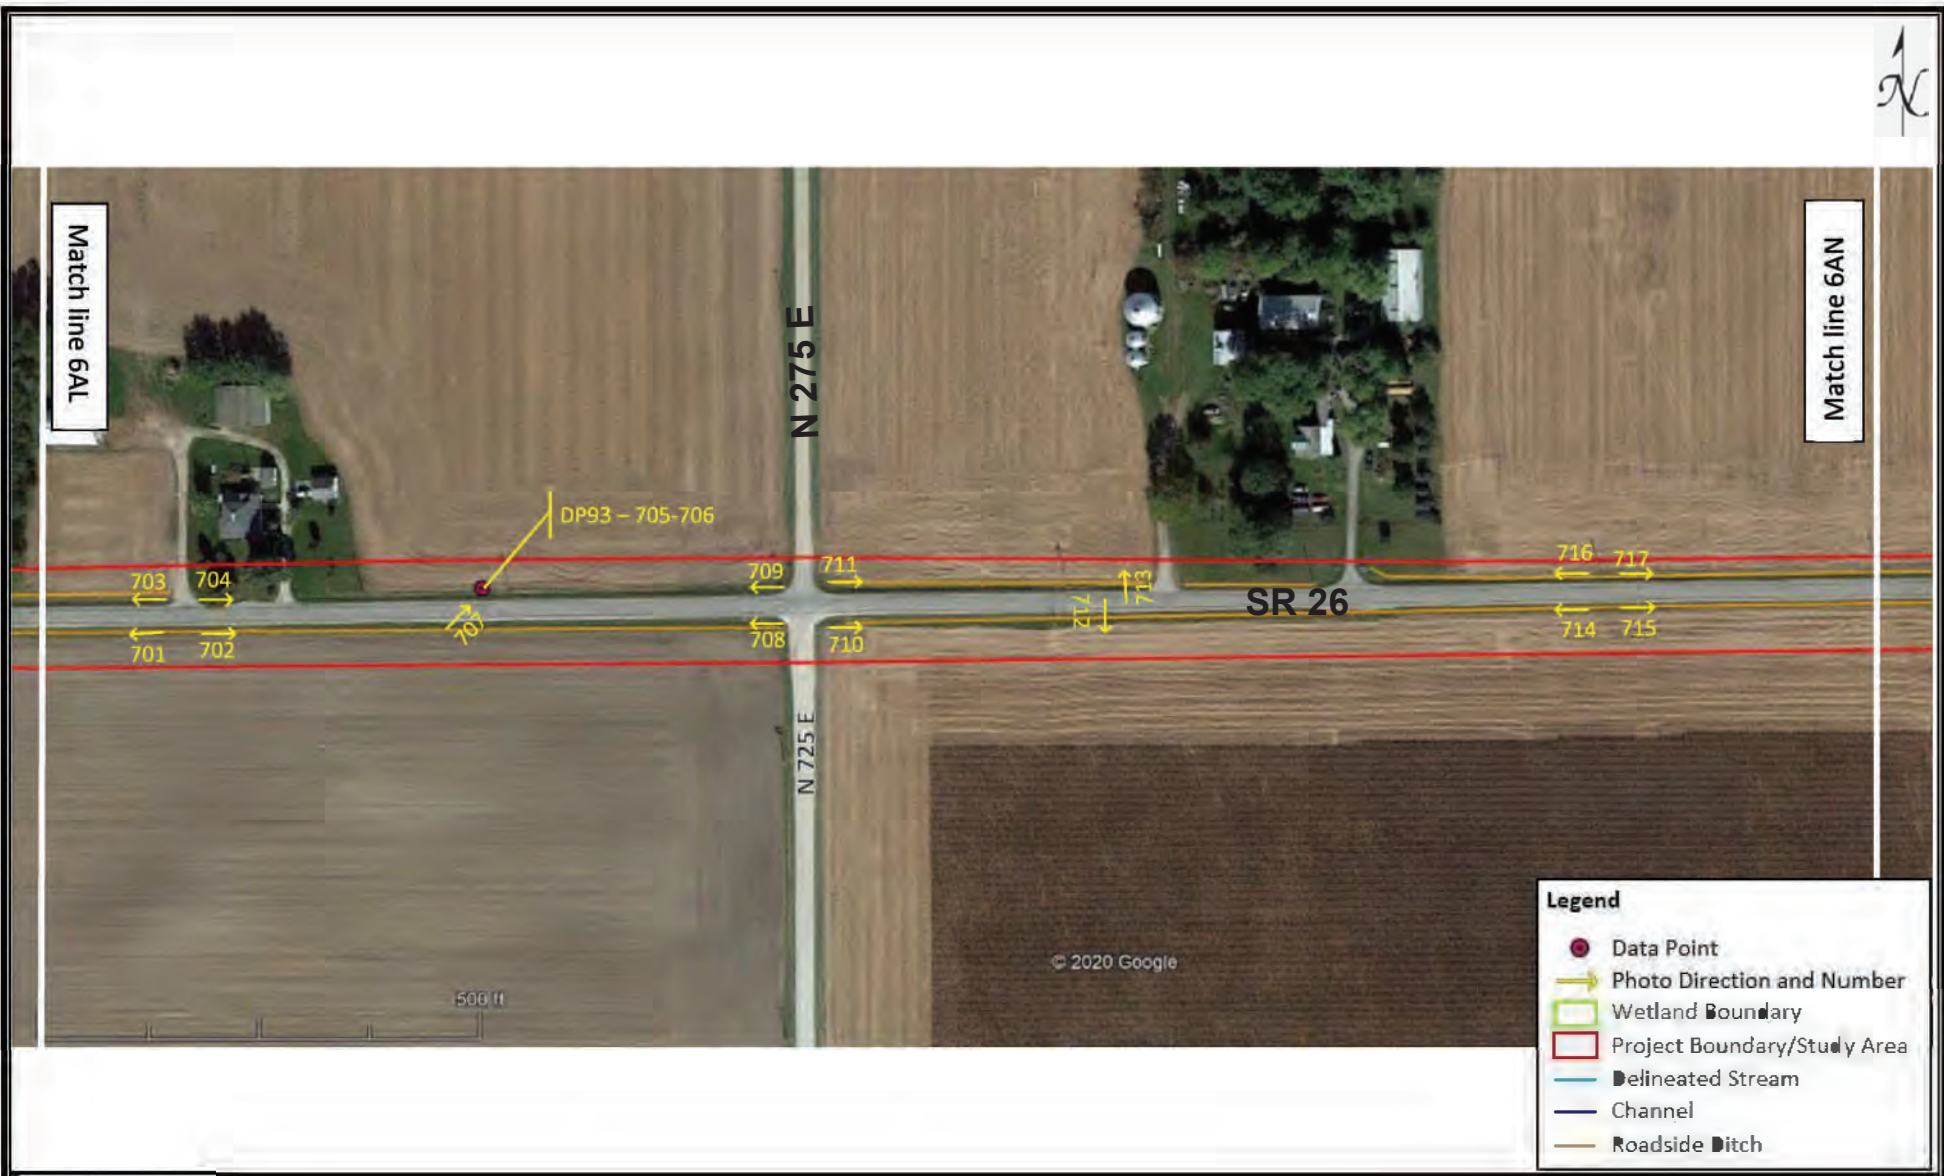 N
Match line 6AL
Match line 6AN
N 275 E
DP93 – 705-706
703
704
709
711
713
716
717
SR 26
701
702
707
708
710
712
714
715
N 725 E
© 2020 Google
500 ft
Legend
Data Point
Photo Direction and Number
Wetland Boundary
Project Boundary/Study Area
Delineated Stream
Channel
Roadside Ditch